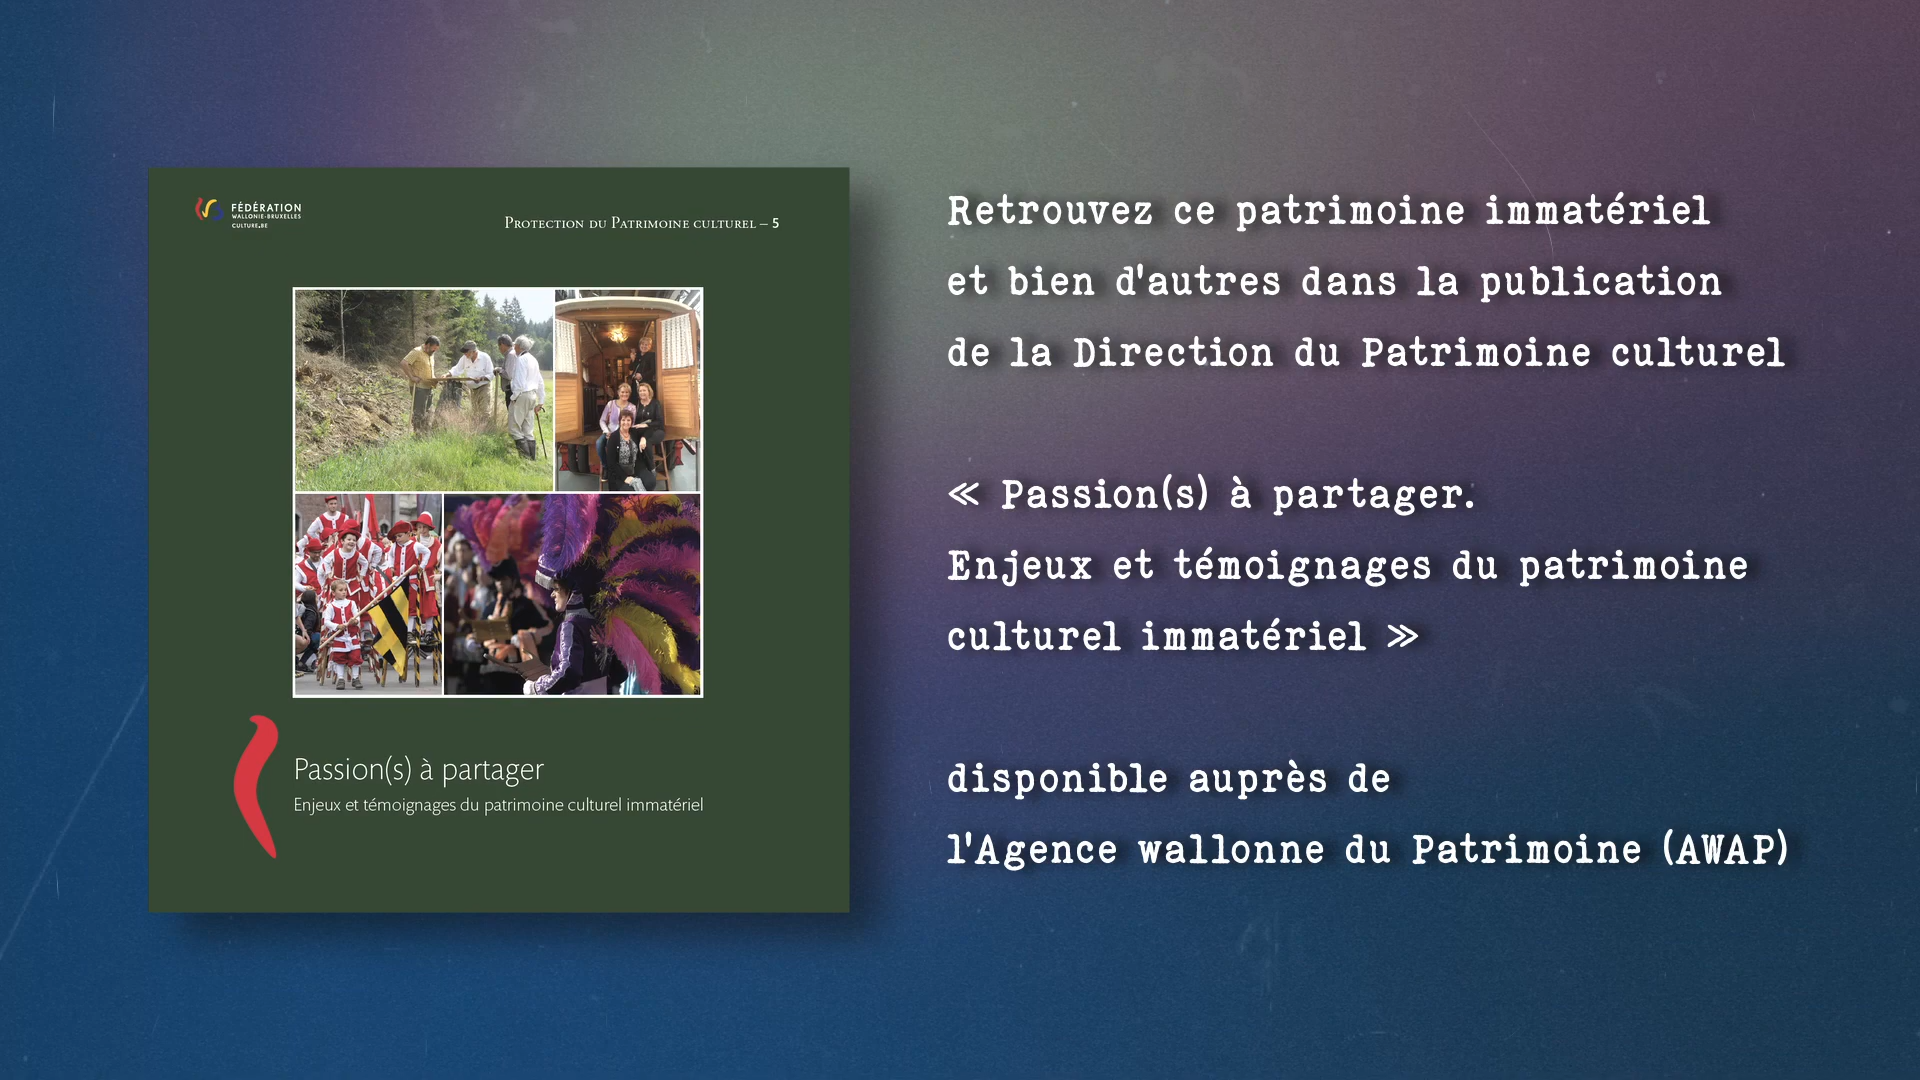 FÉDÉRATION
WALLONIE-BRUXELLES
CULTURE.BE
Protection du Patrimoine culturel – 5
Passion(s) à partager
Enjeux et témoignages du patrimoine culturel immatériel
Retrouvez ce patrimoine immatériel
et bien d'autres dans la publication
de la Direction du Patrimoine culturel
« Passion(s) à partager.
Enjeux et témoignages du patrimoine
culturel immatériel »
disponible auprès de
l'Agence wallonne du Patrimoine (AWAP)